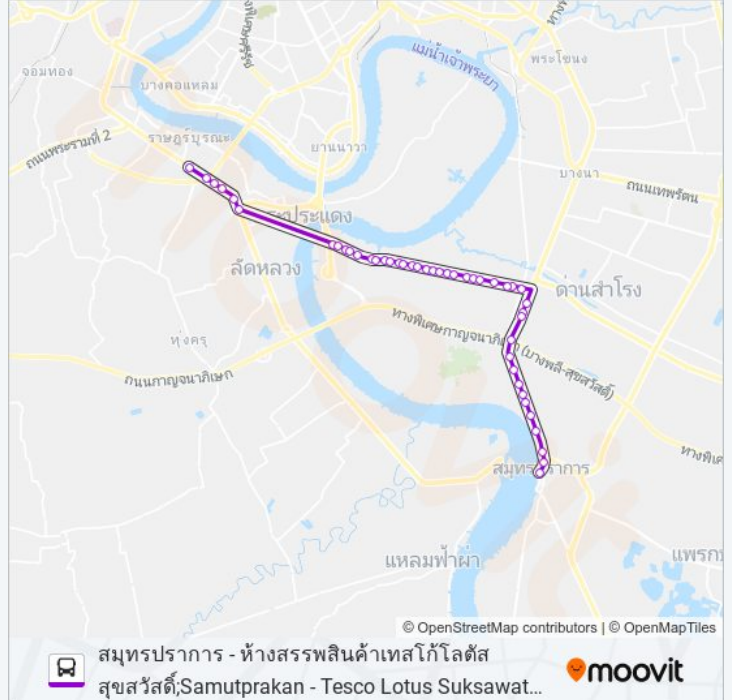 จอมทอง
บางคอแหลม
แม่น้ำเจ้าพระยา
พระโขนง
ถนนพระรามที่ 2
ราษฎร์บูรณะ
ยานนาวา
บางนา
ถนนเทพรัตน
ระประแดง
ลัดหลวง
ด่านสำโรง
ทุ่งครุ
ทางพิเศษกาญจนาภิเ (บางพลี-สุขสวัสดิ์)
ถนนกาญจนาภิเษก
ทางพิเศ
สมุทรปราการ
แหลมฟ้าผ่า
แพรก
© OpenStreetMap contributors | © OpenMapTiles
สมุทรปราการ - ห้างสรรพสินค้าเทสโก้โลตัส
สุขสวัสดิ์;Samutprakan - Tesco Lotus Suksawat...
moovit